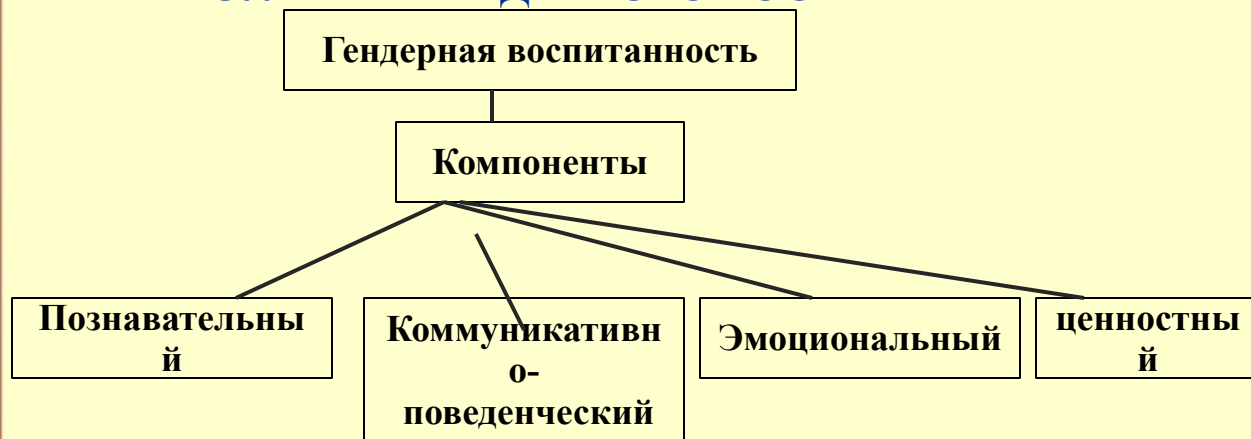 Гендерная воспитанность
Компоненты
Познавательны
й
Коммуникативн
о-
поведенческий
Эмоциональный
ценностны
й